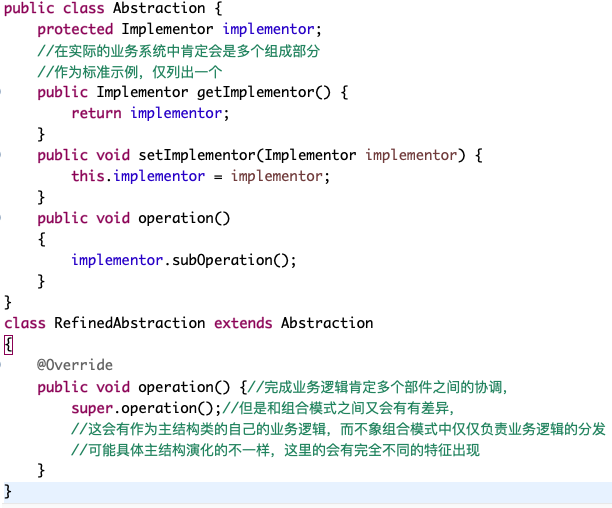 public class Abstraction {
    protected Implementor implementor;
    //在实际的业务系统中肯定会是多个组成部分
    //作为标准示例，仅列出一个
    public Implementor getImplementor() {
        return implementor;
    }
    public void setImplementor(Implementor implementor) {
        this.implementor = implementor;
    }
    public void operation()
    {
        implementor.subOperation();
    }
}
class RefinedAbstraction extends Abstraction
{
    @Override
    public void operation() {//完成业务逻辑肯定多个部件之间的协调，
        super.operation();//但是和组合模式之间又会有有差异，
        //这会有作为主结构类的自己的业务逻辑，而不象组合模式中仅仅负责业务逻辑的分发
        //可能具体主结构演化的不一样，这里的会有完全不同的特征出现
    }
}